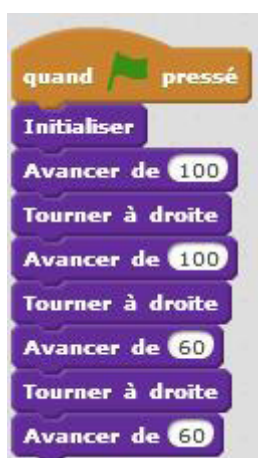 quand pressé
Initialiser
Avancer de 100
Tourner à droite
Avancer de 100
Tourner à droite
Avancer de 60
Tourner à droite
Avancer de 60